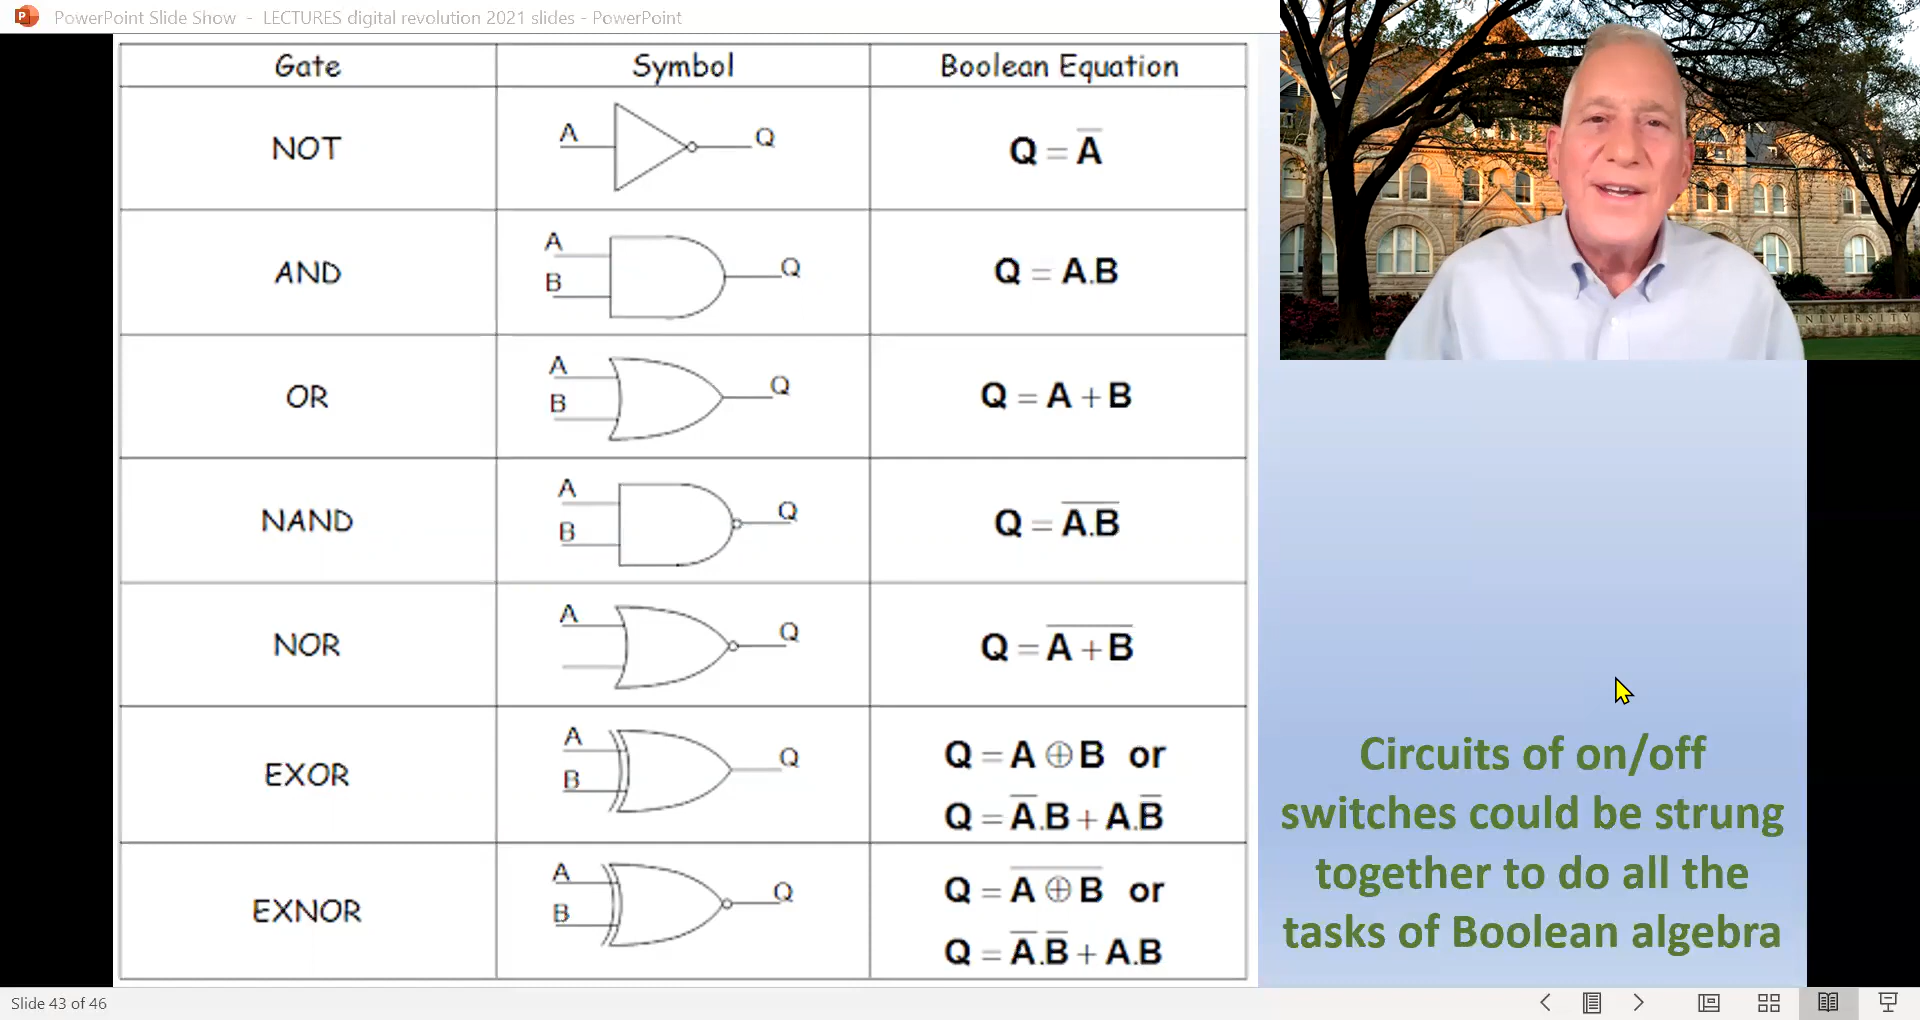 PowerPoint Slide Show - LECTURES digital revolution 2021 slides - PowerPoint
Gate Symbol Boolean Equation
NOT A Q Q = A̅
AND A B Q Q = A.B
OR A B Q Q = A + B
NAND A B Q Q = A̅.̅B̅
NOR A Q Q = A̅ ̅+̅ ̅B̅
EXOR A B Q Q = A ⊕ B or
Q = A̅.B + A.B̅
EXNOR A B Q Q = A̅ ̅⊕̅ ̅B̅ or
Q = A̅.B̅ + A.B
UNIVERSITY
Circuits of on/off
switches could be strung
together to do all the
tasks of Boolean algebra
Slide 43 of 46